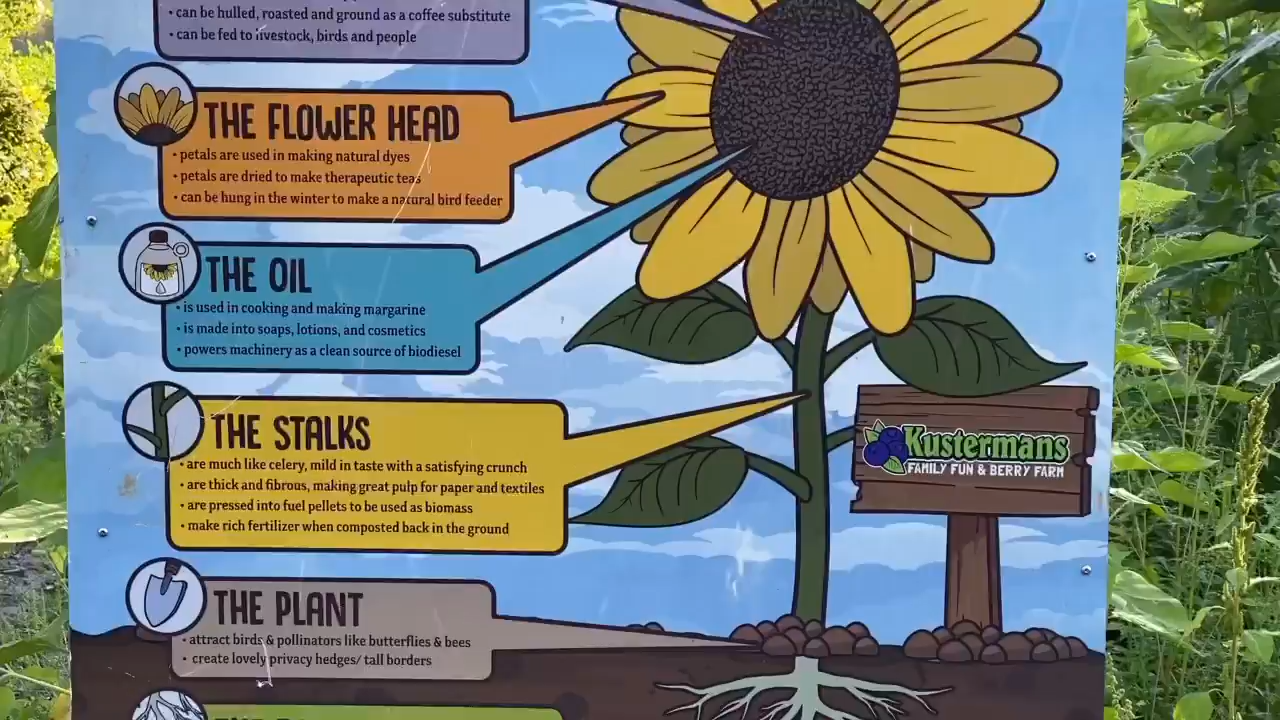 • can be hulled, roasted and ground as a coffee substitute
• can be fed to livestock, birds and people
THE FLOWER HEAD
• petals are used in making natural dyes
• petals are dried to make therapeutic teas
• can be hung in the winter to make a natural bird feeder
THE OIL
• is used in cooking and making margarine
• is made into soaps, lotions, and cosmetics
• powers machinery as a clean source of biodiesel
THE STALKS
• are much like celery, mild in taste with a satisfying crunch
• are thick and fibrous, making great pulp for paper and textiles
• are pressed into fuel pellets to be used as biomass
• make rich fertilizer when composted back in the ground
Kustermans
FAMILY FUN & BERRY FARM
THE PLANT
• attract birds & pollinators like butterflies & bees
• create lovely privacy hedges/ tall borders